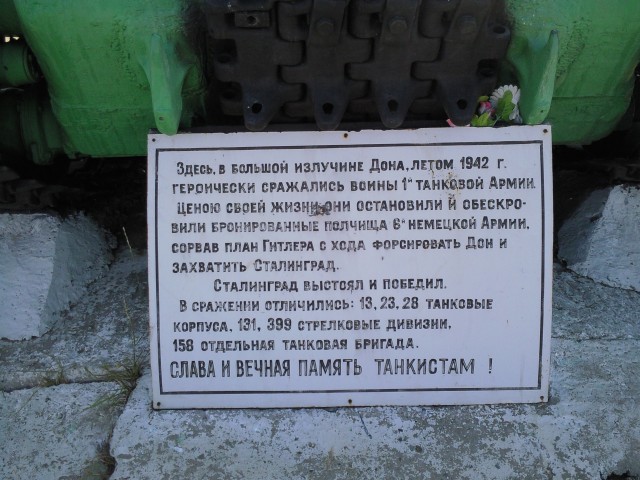 Здесь, в большой излучине Дона, летом 1942 г.
героически сражались воины 1й танковой Армии.
Ценою своей жизни они остановили и обескро-
вили бронированные полчища 6й немецкой Армии,
сорвав план Гитлера с хода форсировать Дон и
захватить Сталинград.
Сталинград выстоял и победил.
В сражении отличились: 13, 23, 28 танковые
корпуса, 131, 399 стрелковые дивизии,
158 отдельная танковая бригада.
Слава и вечная память танкистам !